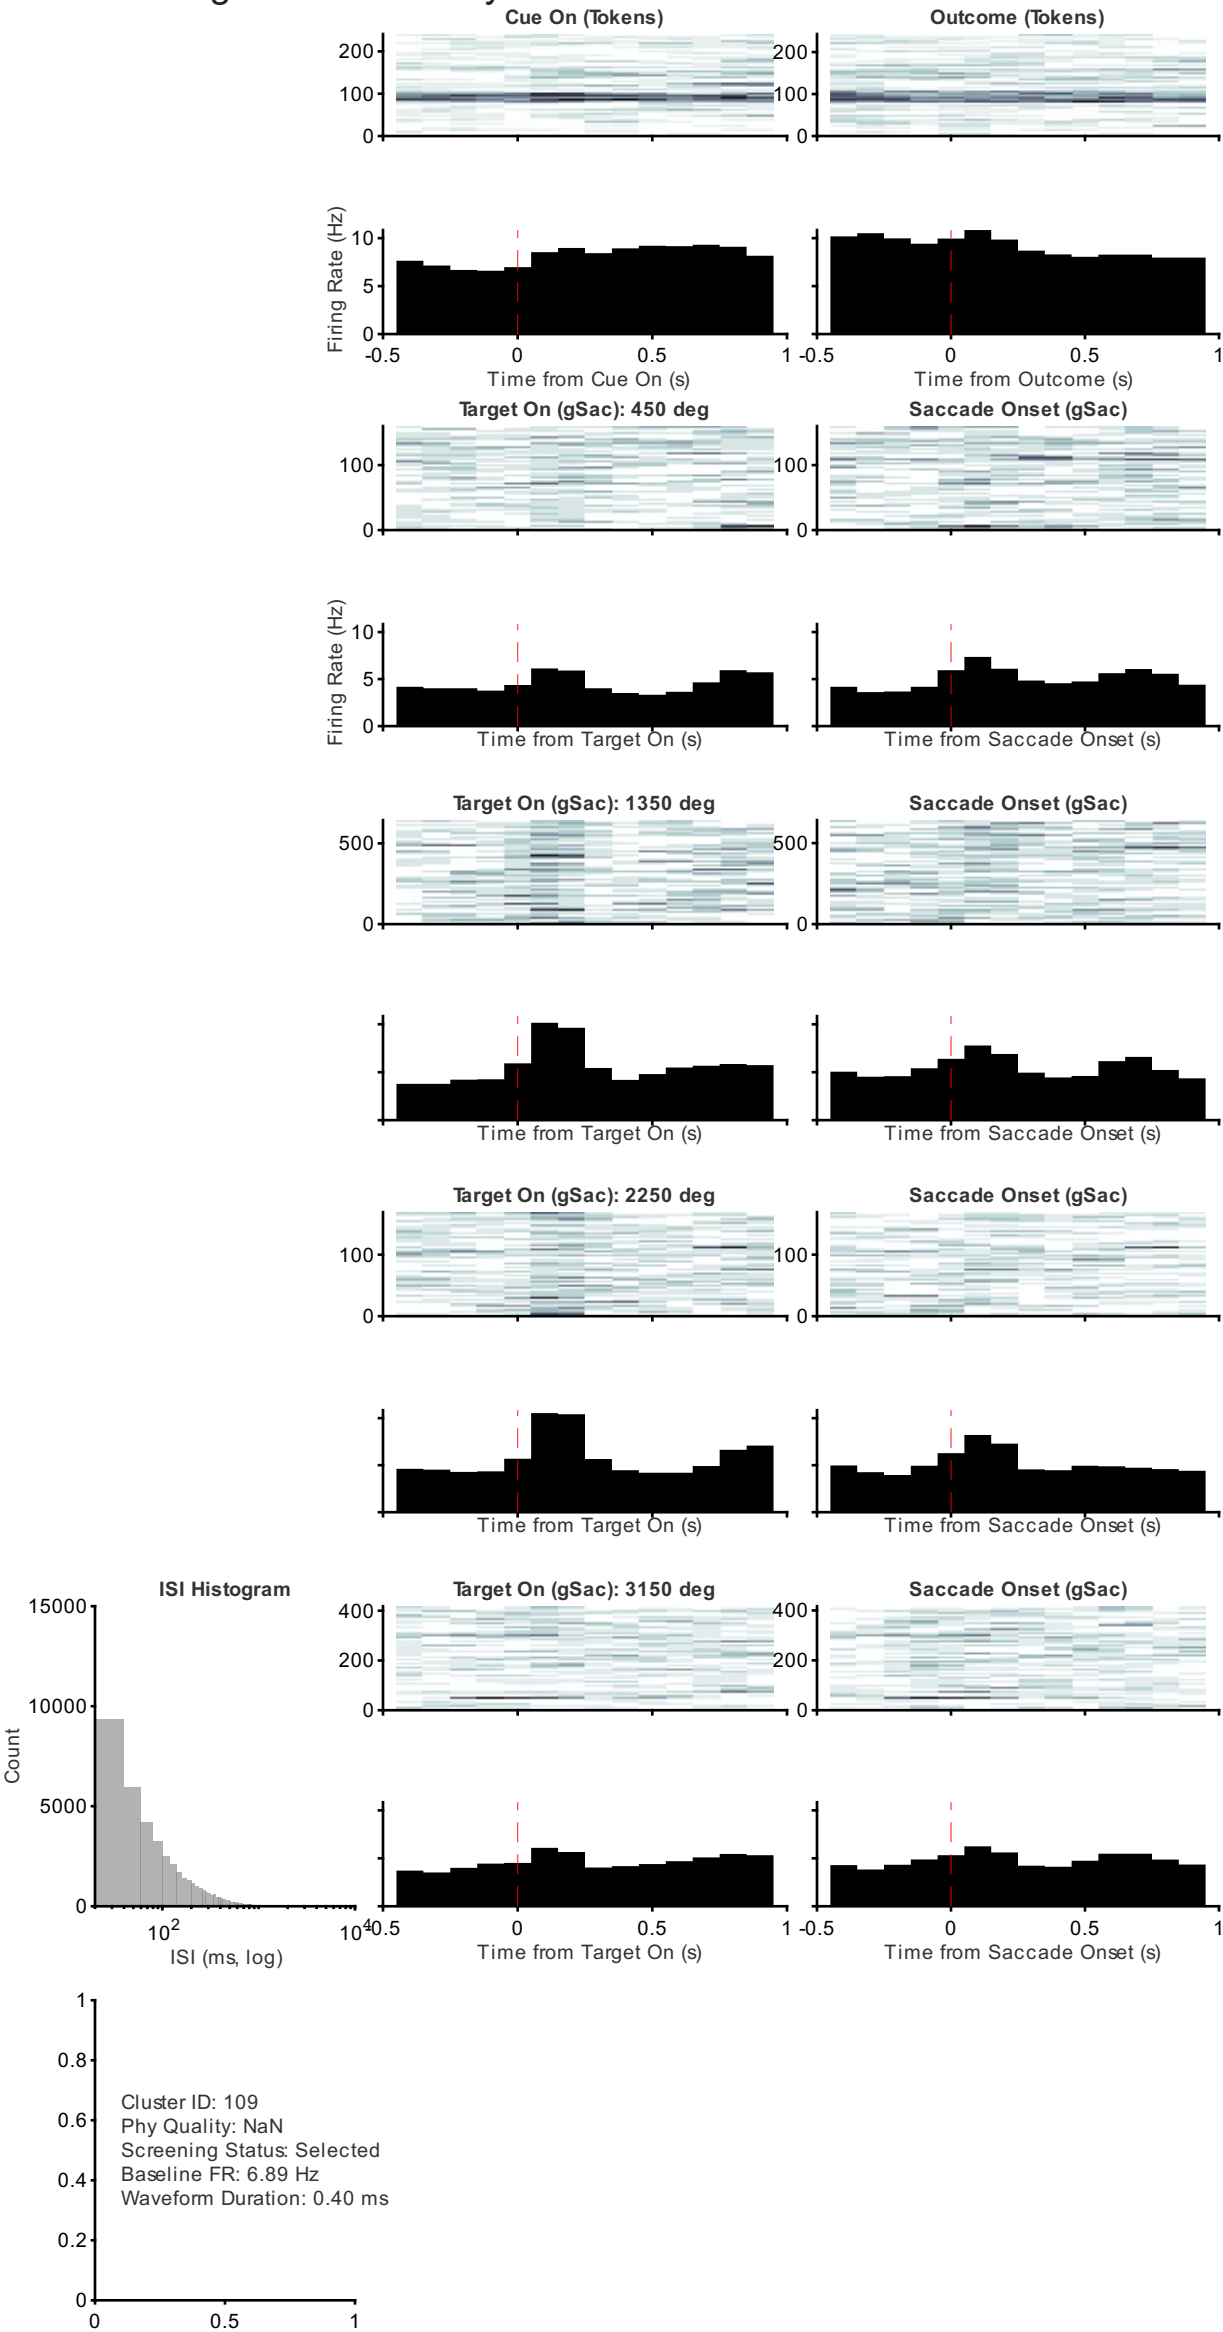 Cue On (Tokens)
Outcome (Tokens)
200
100
0
200
100
0
Firing Rate (Hz)
10
5
0
-0.5
0
0.5
1
-0.5
0
0.5
1
Time from Cue On (s)
Time from Outcome (s)
Target On (gSac): 450 deg
Saccade Onset (gSac)
100
0
100
0
Firing Rate (Hz)
10
5
0
Time from Target On (s)
Time from Saccade Onset (s)
Target On (gSac): 1350 deg
Saccade Onset (gSac)
500
0
500
0
Time from Target On (s)
Time from Saccade Onset (s)
Target On (gSac): 2250 deg
Saccade Onset (gSac)
100
0
100
0
Time from Target On (s)
Time from Saccade Onset (s)
ISI Histogram
Target On (gSac): 3150 deg
Saccade Onset (gSac)
15000
10000
5000
0
Count
10²
10⁴
ISI (ms, log)
400
200
0
400
200
0
-0.5
0
0.5
1
-0.5
0
0.5
1
Time from Target On (s)
Time from Saccade Onset (s)
1
0.8
0.6
0.4
0.2
0
Cluster ID: 109
Phy Quality: NaN
Screening Status: Selected
Baseline FR: 6.89 Hz
Waveform Duration: 0.40 ms
0
0.5
1